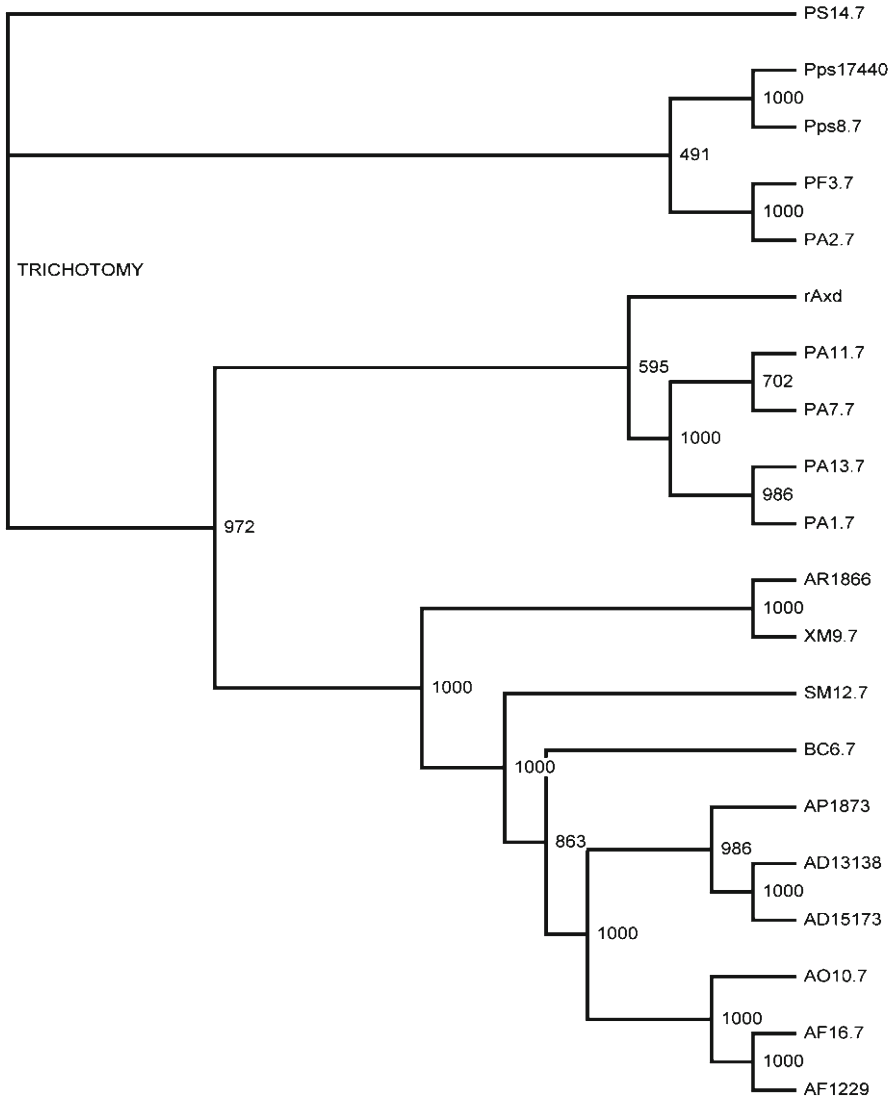 PS14.7
Pps17440
1000
Pps8.7
491
PF3.7
1000
PA2.7
TRICHOTOMY
rAxd
PA11.7
595
702
PA7.7
1000
PA13.7
986
PA1.7
972
AR1866
1000
XM9.7
1000
SM12.7
BC6.7
1000
AP1873
863
986
AD13138
1000
AD15173
1000
AO10.7
1000
AF16.7
1000
AF1229